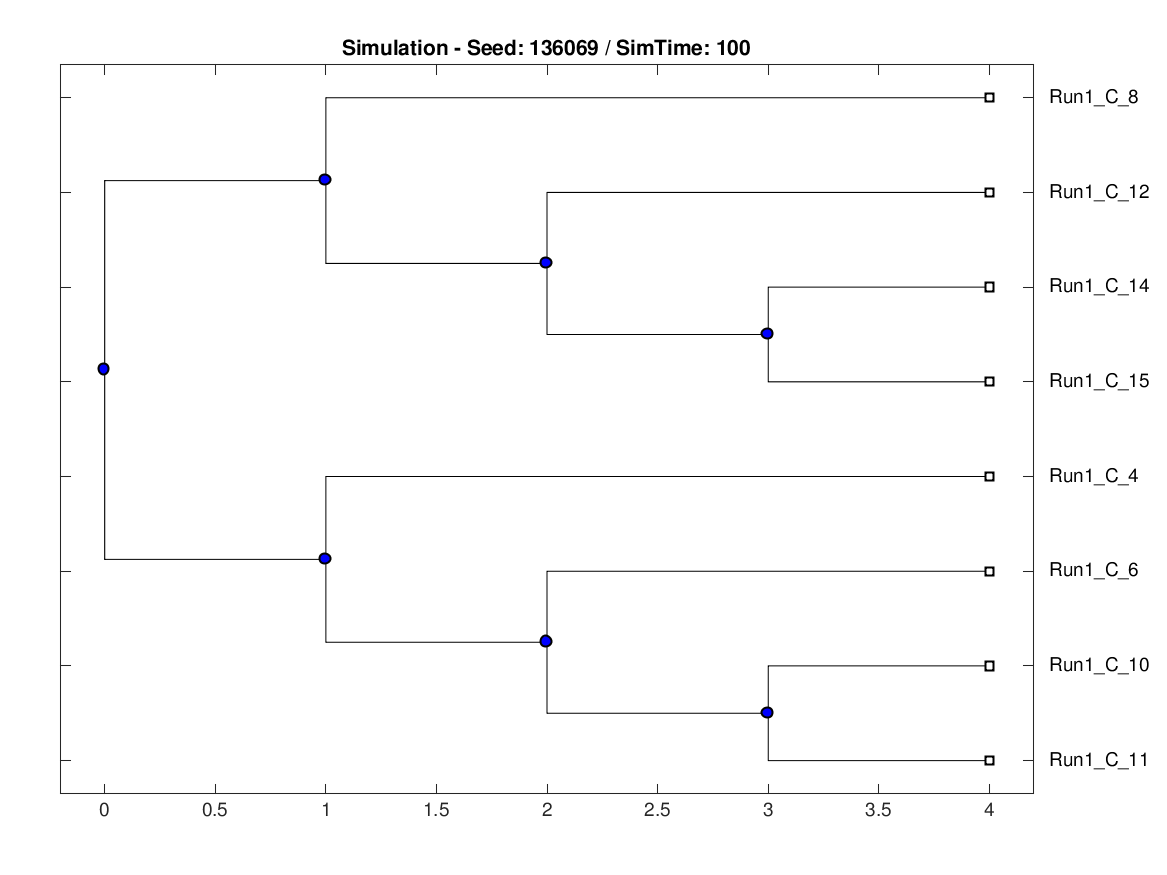 Simulation - Seed: 136069 / SimTime: 100
Run1_C_8
Run1_C_12
Run1_C_14
Run1_C_15
Run1_C_4
Run1_C_6
Run1_C_10
Run1_C_11
0 0.5 1 1.5 2 2.5 3 3.5 4